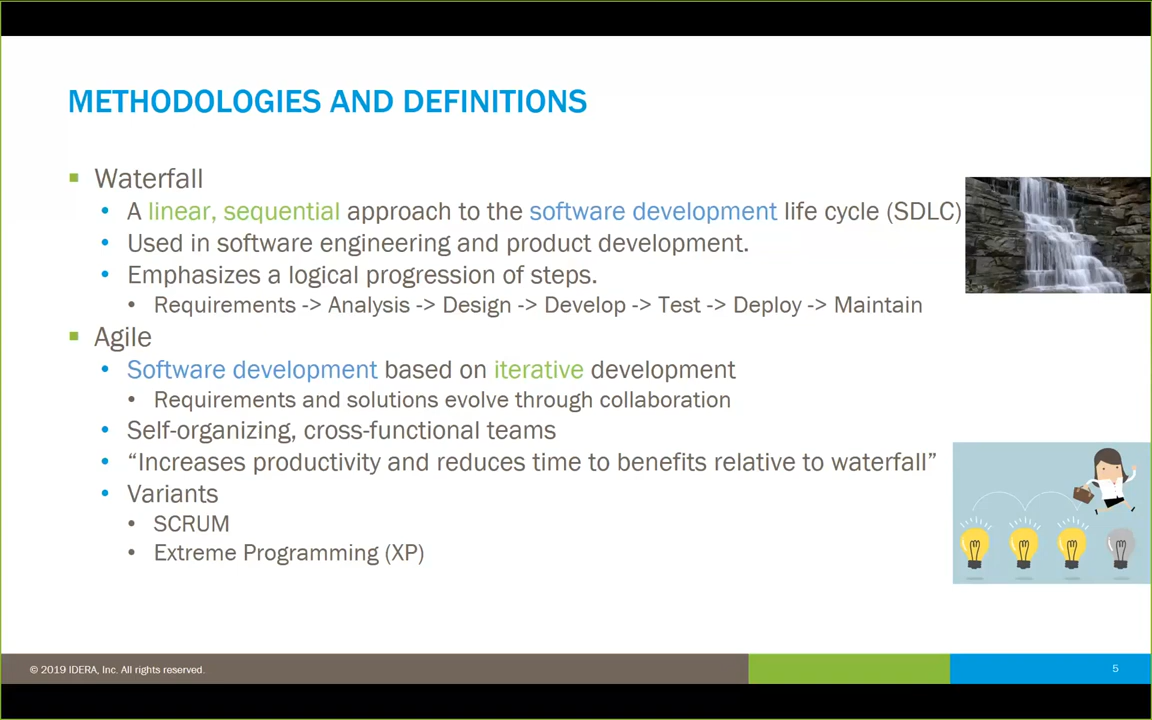 METHODOLOGIES AND DEFINITIONS
Waterfall
A linear, sequential approach to the software development life cycle (SDLC)
Used in software engineering and product development.
Emphasizes a logical progression of steps.
Requirements -> Analysis -> Design -> Develop -> Test -> Deploy -> Maintain
Agile
Software development based on iterative development
Requirements and solutions evolve through collaboration
Self-organizing, cross-functional teams
“Increases productivity and reduces time to benefits relative to waterfall”
Variants
SCRUM
Extreme Programming (XP)
© 2019 IDERA, Inc. All rights reserved.
5